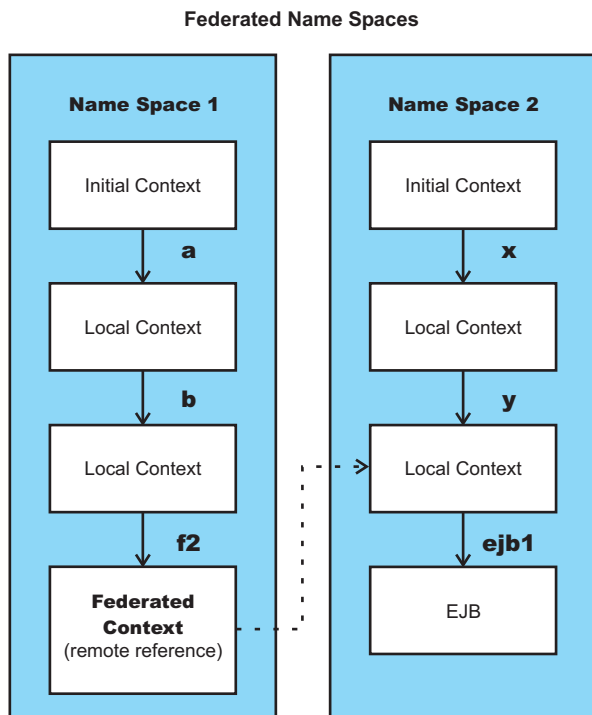 Federated Name Spaces
Name Space 1
Initial Context
a
Local Context
b
Local Context
f2
Federated
Context
(remote reference)
Name Space 2
Initial Context
x
Local Context
y
Local Context
ejb1
EJB